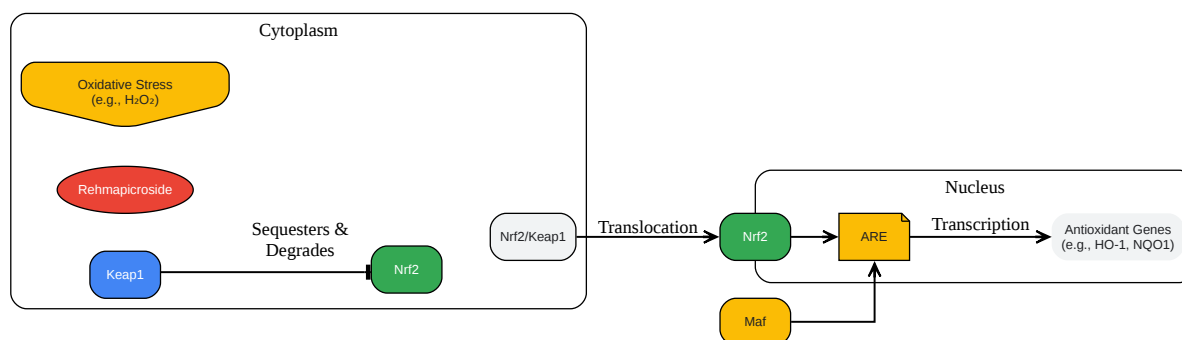 Cytoplasm
Oxidative Stress
(e.g., H₂O₂)
Rehmapicroside
Keap1
Sequesters &
Degrades
Nrf2
Nrf2/Keap1
Translocation
Nucleus
Nrf2
ARE
Transcription
Antioxidant Genes
(e.g., HO-1, NQO1)
Maf